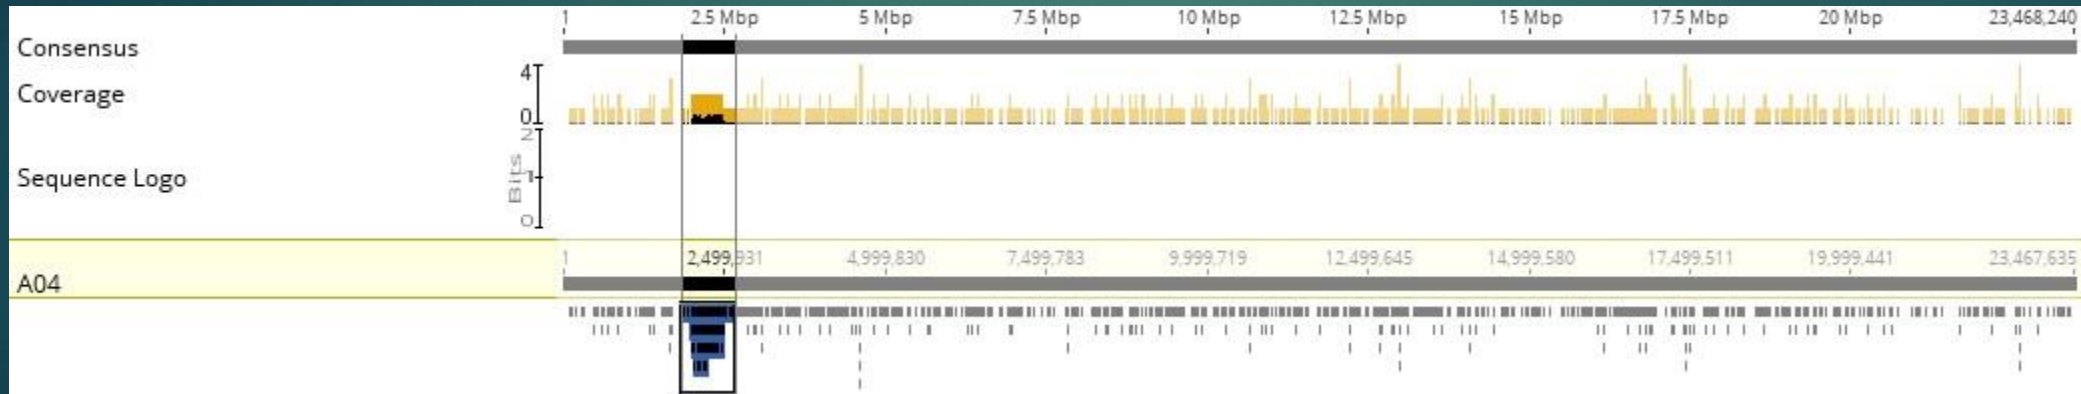 1 2.5 Mbp 5 Mbp 7.5 Mbp 10 Mbp 12.5 Mbp 15 Mbp 17.5 Mbp 20 Mbp 23,468,240
Consensus
Coverage 4 0
Sequence Logo Bits 2 1 0
1 2,499,931 4,999,830 7,499,783 9,999,719 12,499,645 14,999,580 17,499,511 19,999,441 23,467,635
A04